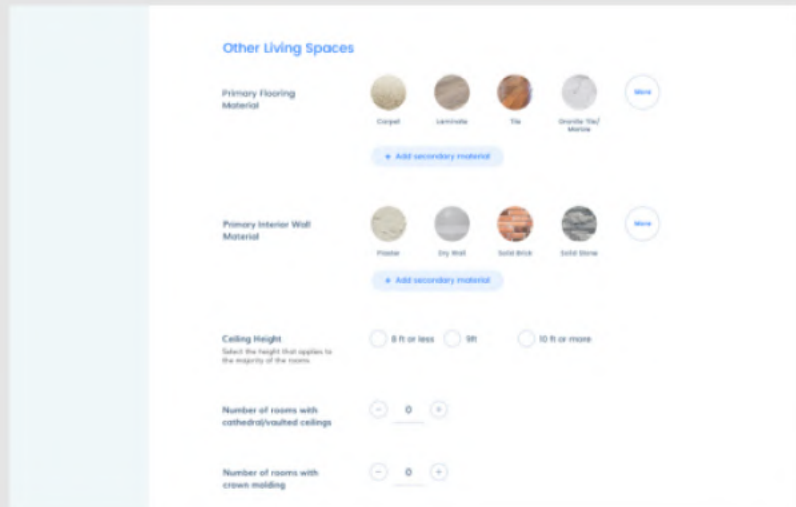 Other Living Spaces
Primary Flooring
Material
Carpet
Laminate
Tile
Granite Tile/
Marble
More
+ Add secondary material
Primary Interior Wall
Material
Plaster
Dry Wall
Solid Brick
Solid Stone
More
+ Add secondary material
Ceiling Height
Select the height that applies to
the majority of the rooms
8 ft or less
9ft
10 ft or more
Number of rooms with
cathedral/vaulted ceilings
− 0 +
Number of rooms with
crown molding
− 0 +